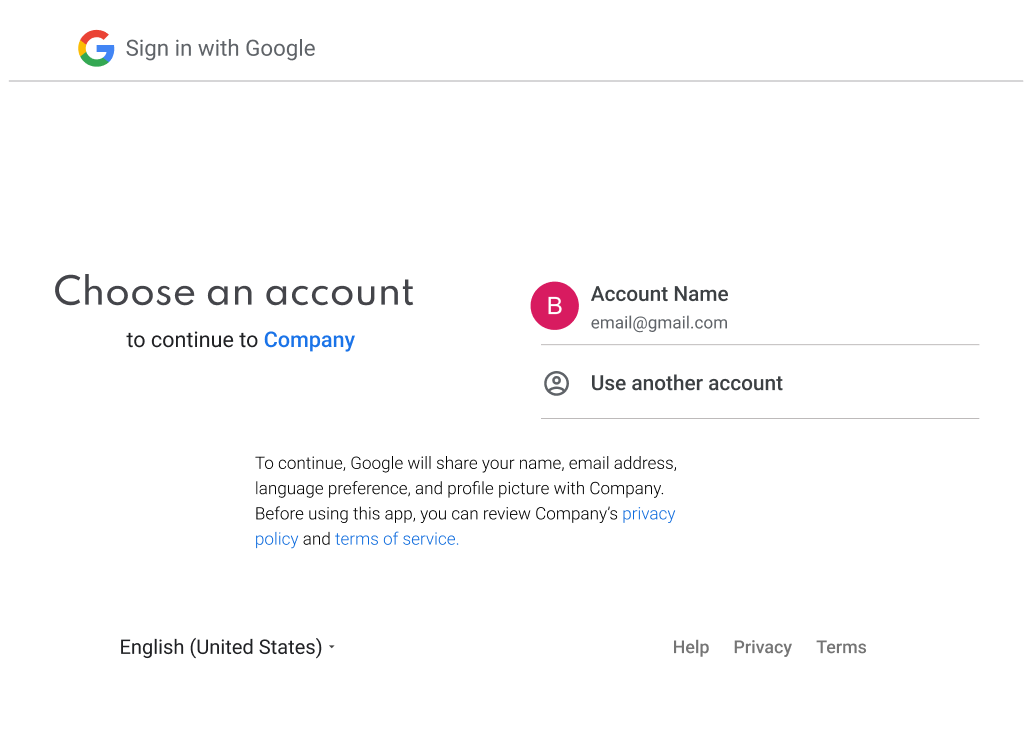 Sign in with Google
Choose an account
to continue to Company
B
Account Name
email@gmail.com
Use another account
To continue, Google will share your name, email address,
language preference, and profile picture with Company.
Before using this app, you can review Company’s privacy
policy and terms of service.
English (United States)
Help Privacy Terms